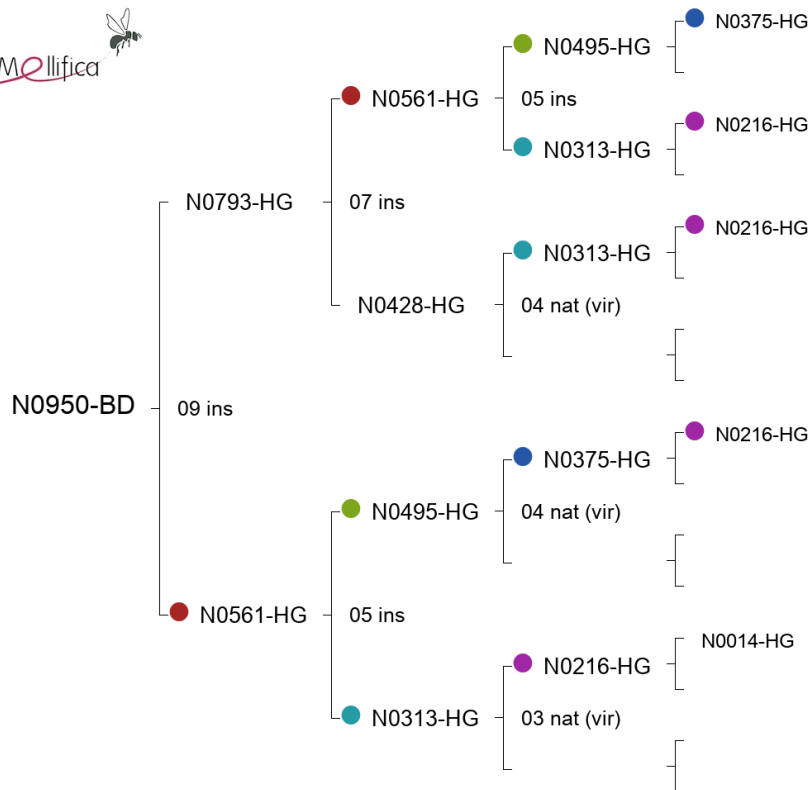 Mellifica
N0375-HG
N0495-HG
N0561-HG
05 ins
N0216-HG
N0313-HG
N0793-HG
07 ins
N0216-HG
N0313-HG
N0428-HG
04 nat (vir)
N0950-BD
09 ins
N0216-HG
N0375-HG
N0495-HG
04 nat (vir)
N0561-HG
05 ins
N0014-HG
N0216-HG
N0313-HG
03 nat (vir)